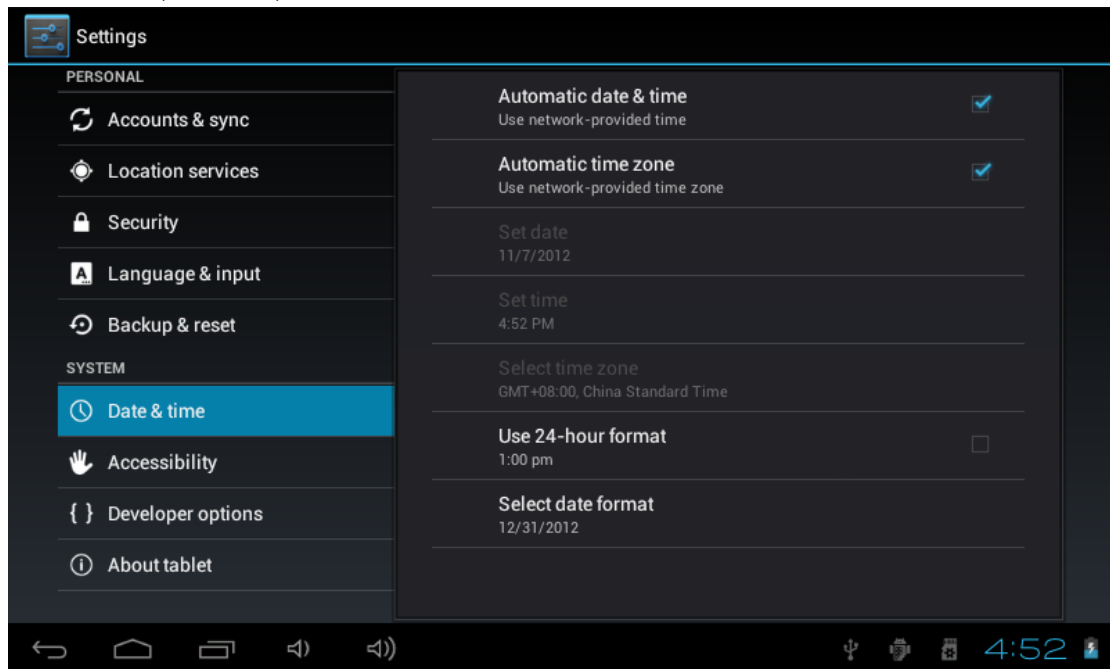 Settings
PERSONAL
Accounts & sync
Location services
Security
Language & input
Backup & reset
SYSTEM
Date & time
Accessibility
{ } Developer options
About tablet
Automatic date & time
Use network-provided time
Automatic time zone
Use network-provided time zone
Set date
11/7/2012
Set time
4:52 PM
Select time zone
GMT+08:00, China Standard Time
Use 24-hour format
1:00 pm
Select date format
12/31/2012
4:52